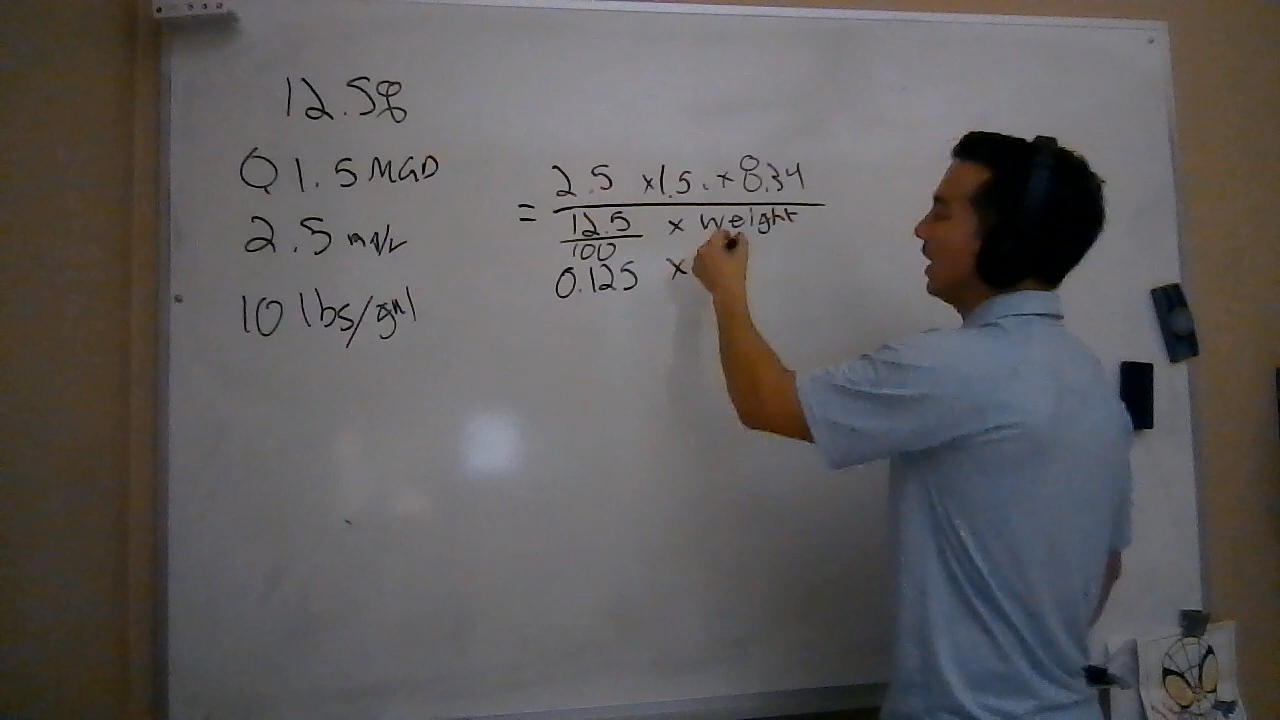 12.5%
Q 1.5 MGD
2.5 mg/L
10 lbs/gal
= 2.5 x 1.5. x 8.34
12.5 x weight
100
0.125 x